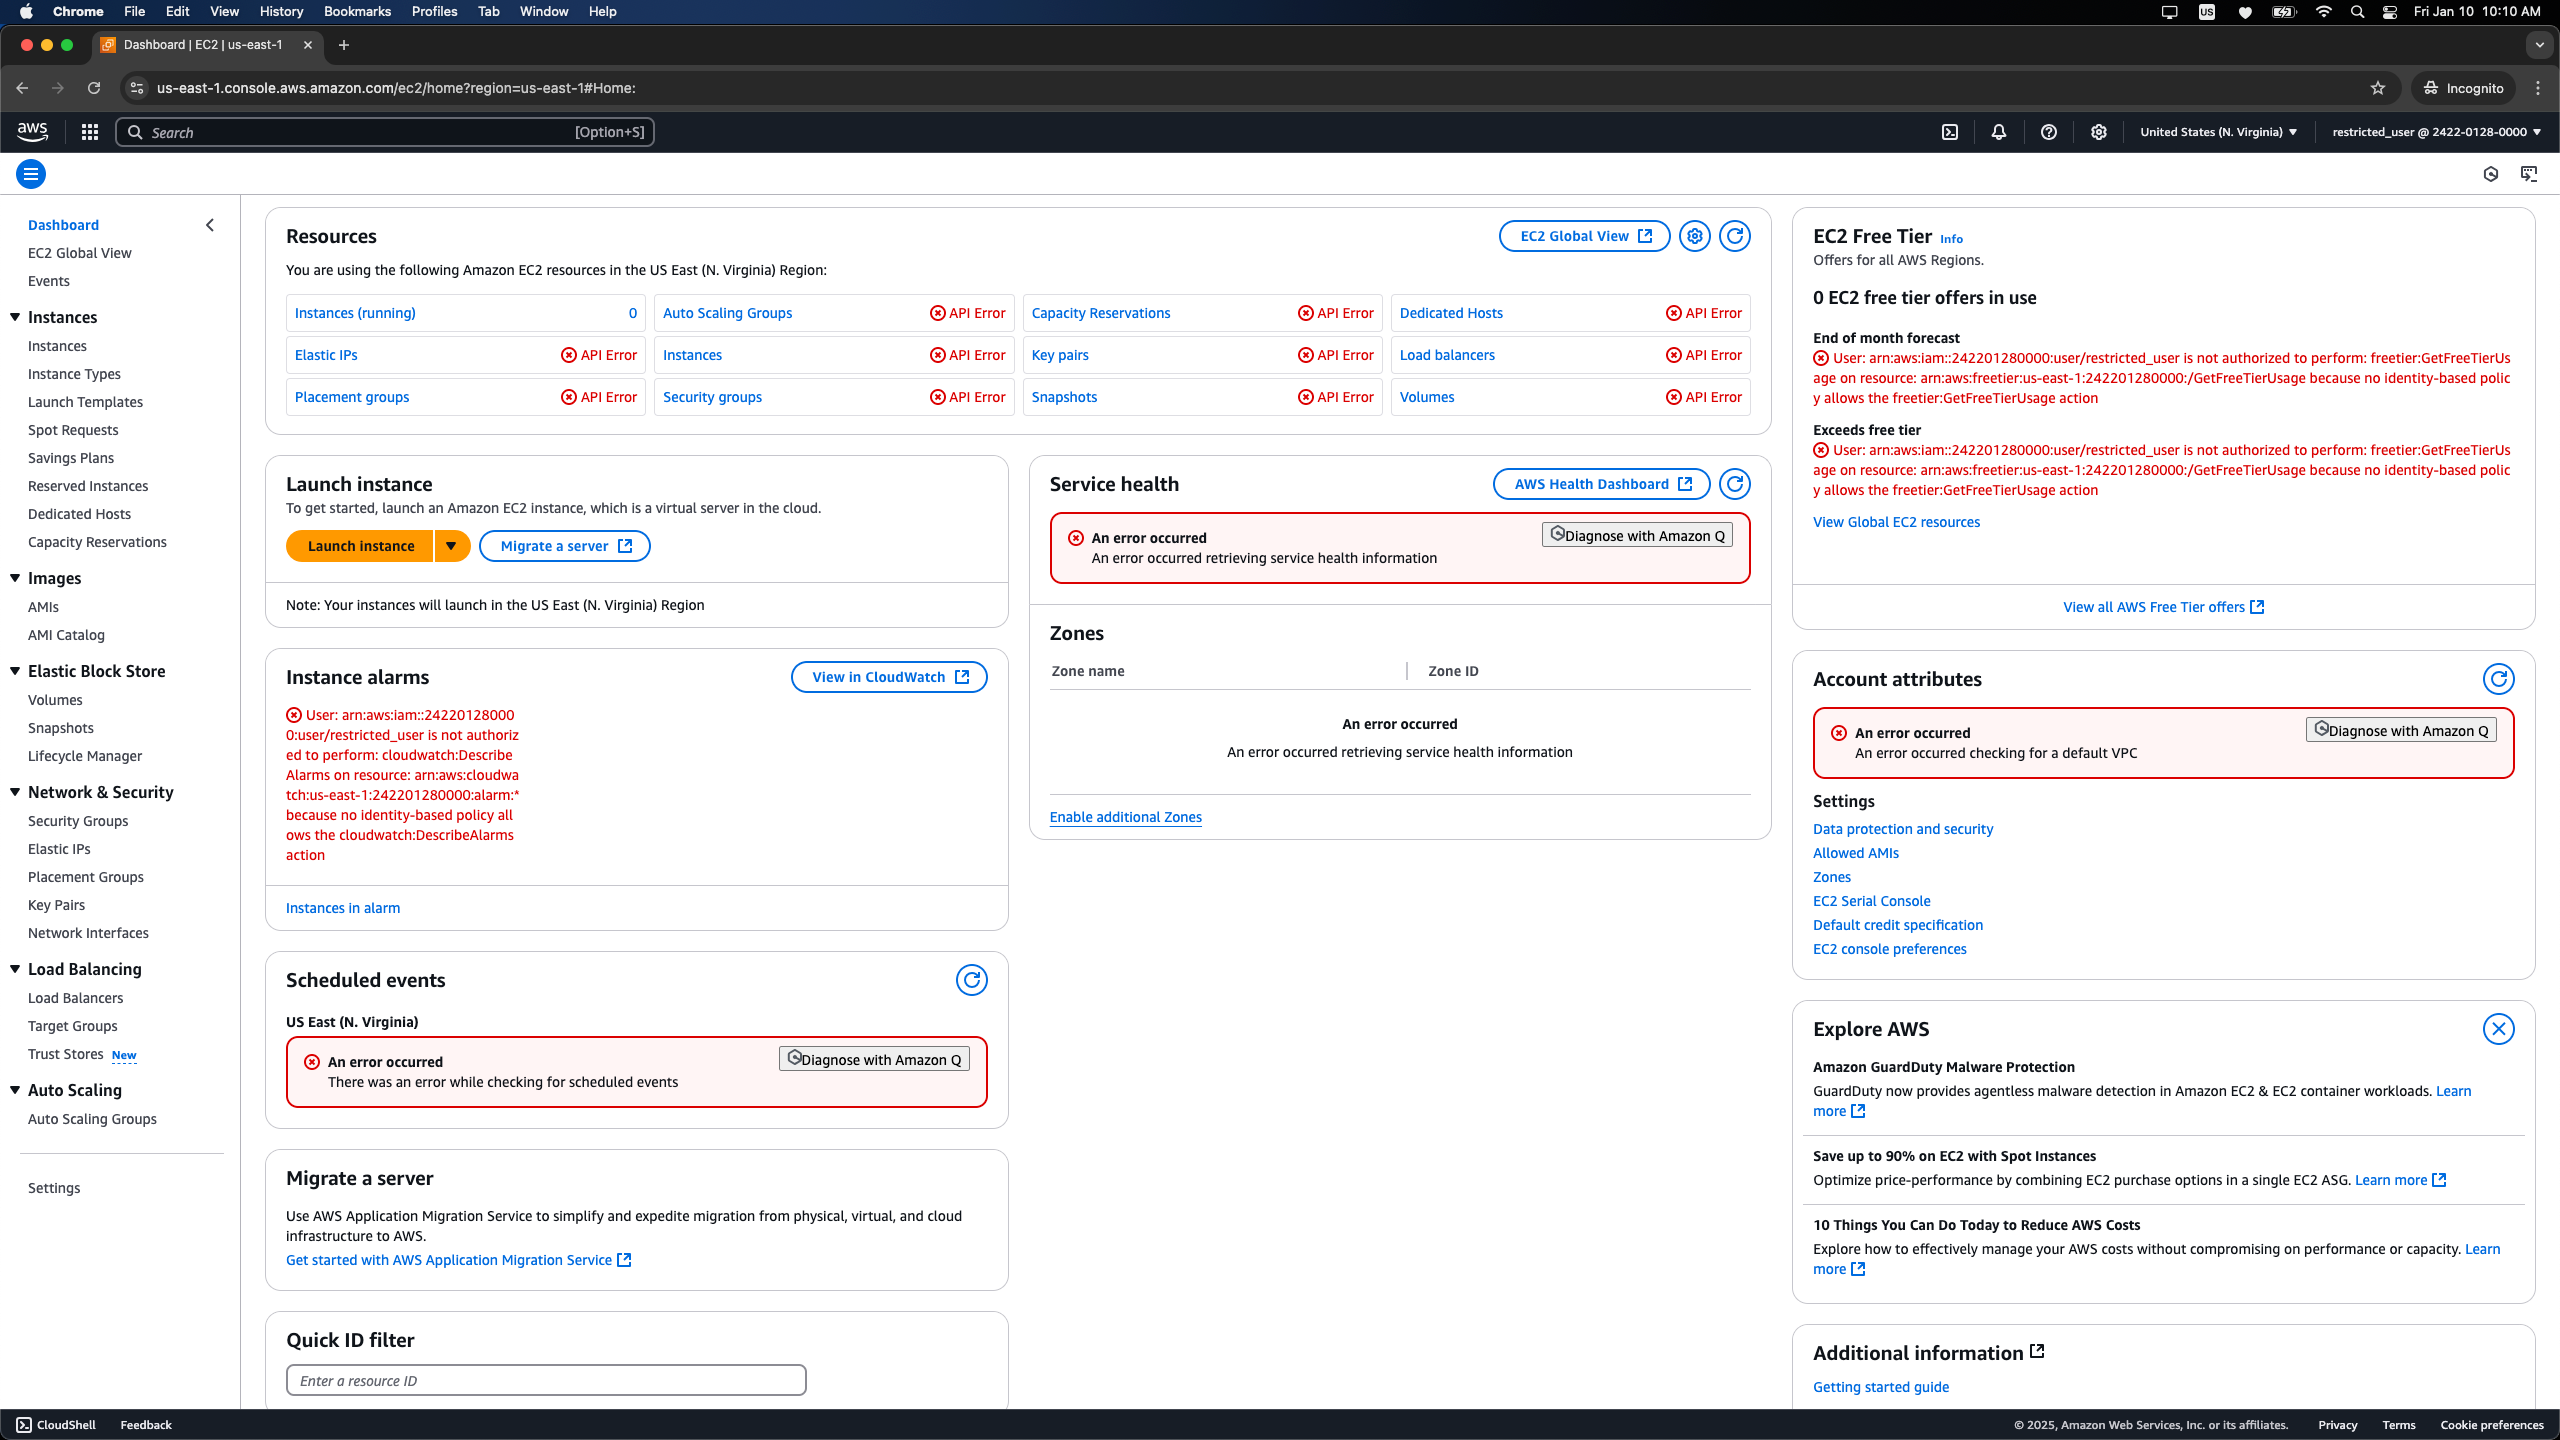 Chrome File Edit View History Bookmarks Profiles Tab Window Help
US
Fri Jan 10 10:10 AM
Dashboard | EC2 | us-east-1
us-east-1.console.aws.amazon.com/ec2/home?region=us-east-1#Home:
Incognito
aws
Search
[Option+S]
United States (N. Virginia)
restricted_user @ 2422-0128-0000
Dashboard
EC2 Global View
Events
Instances
Instances
Instance Types
Launch Templates
Spot Requests
Savings Plans
Reserved Instances
Dedicated Hosts
Capacity Reservations
Images
AMIs
AMI Catalog
Elastic Block Store
Volumes
Snapshots
Lifecycle Manager
Network & Security
Security Groups
Elastic IPs
Placement Groups
Key Pairs
Network Interfaces
Load Balancing
Load Balancers
Target Groups
Trust Stores New
Auto Scaling
Auto Scaling Groups
Settings
Resources
EC2 Global View
You are using the following Amazon EC2 resources in the US East (N. Virginia) Region:
Instances (running) 0
Auto Scaling Groups API Error
Capacity Reservations API Error
Dedicated Hosts API Error
Elastic IPs API Error
Instances API Error
Key pairs API Error
Load balancers API Error
Placement groups API Error
Security groups API Error
Snapshots API Error
Volumes API Error
Launch instance
To get started, launch an Amazon EC2 instance, which is a virtual server in the cloud.
Launch instance
Migrate a server
Note: Your instances will launch in the US East (N. Virginia) Region
Instance alarms
View in CloudWatch
User: arn:aws:iam::24220128000
0:user/restricted_user is not authoriz
ed to perform: cloudwatch:Describe
Alarms on resource: arn:aws:cloudwa
tch:us-east-1:242201280000:alarm:*
because no identity-based policy all
ows the cloudwatch:DescribeAlarms
action
Instances in alarm
Scheduled events
US East (N. Virginia)
An error occurred
There was an error while checking for scheduled events
Diagnose with Amazon Q
Migrate a server
Use AWS Application Migration Service to simplify and expedite migration from physical, virtual, and cloud
infrastructure to AWS.
Get started with AWS Application Migration Service
Quick ID filter
Enter a resource ID
Service health
AWS Health Dashboard
An error occurred
An error occurred retrieving service health information
Diagnose with Amazon Q
Zones
Zone name
Zone ID
An error occurred
An error occurred retrieving service health information
Enable additional Zones
EC2 Free Tier Info
Offers for all AWS Regions.
0 EC2 free tier offers in use
End of month forecast
User: arn:aws:iam::242201280000:user/restricted_user is not authorized to perform: freetier:GetFreeTierUs
age on resource: arn:aws:freetier:us-east-1:242201280000:/GetFreeTierUsage because no identity-based polic
y allows the freetier:GetFreeTierUsage action
Exceeds free tier
User: arn:aws:iam::242201280000:user/restricted_user is not authorized to perform: freetier:GetFreeTierUs
age on resource: arn:aws:freetier:us-east-1:242201280000:/GetFreeTierUsage because no identity-based polic
y allows the freetier:GetFreeTierUsage action
View Global EC2 resources
View all AWS Free Tier offers
Account attributes
An error occurred
An error occurred checking for a default VPC
Diagnose with Amazon Q
Settings
Data protection and security
Allowed AMIs
Zones
EC2 Serial Console
Default credit specification
EC2 console preferences
Explore AWS
Amazon GuardDuty Malware Protection
GuardDuty now provides agentless malware detection in Amazon EC2 & EC2 container workloads. Learn
more
Save up to 90% on EC2 with Spot Instances
Optimize price-performance by combining EC2 purchase options in a single EC2 ASG. Learn more
10 Things You Can Do Today to Reduce AWS Costs
Explore how to effectively manage your AWS costs without compromising on performance or capacity. Learn
more
Additional information
Getting started guide
CloudShell
Feedback
© 2025, Amazon Web Services, Inc. or its affiliates.
Privacy
Terms
Cookie preferences